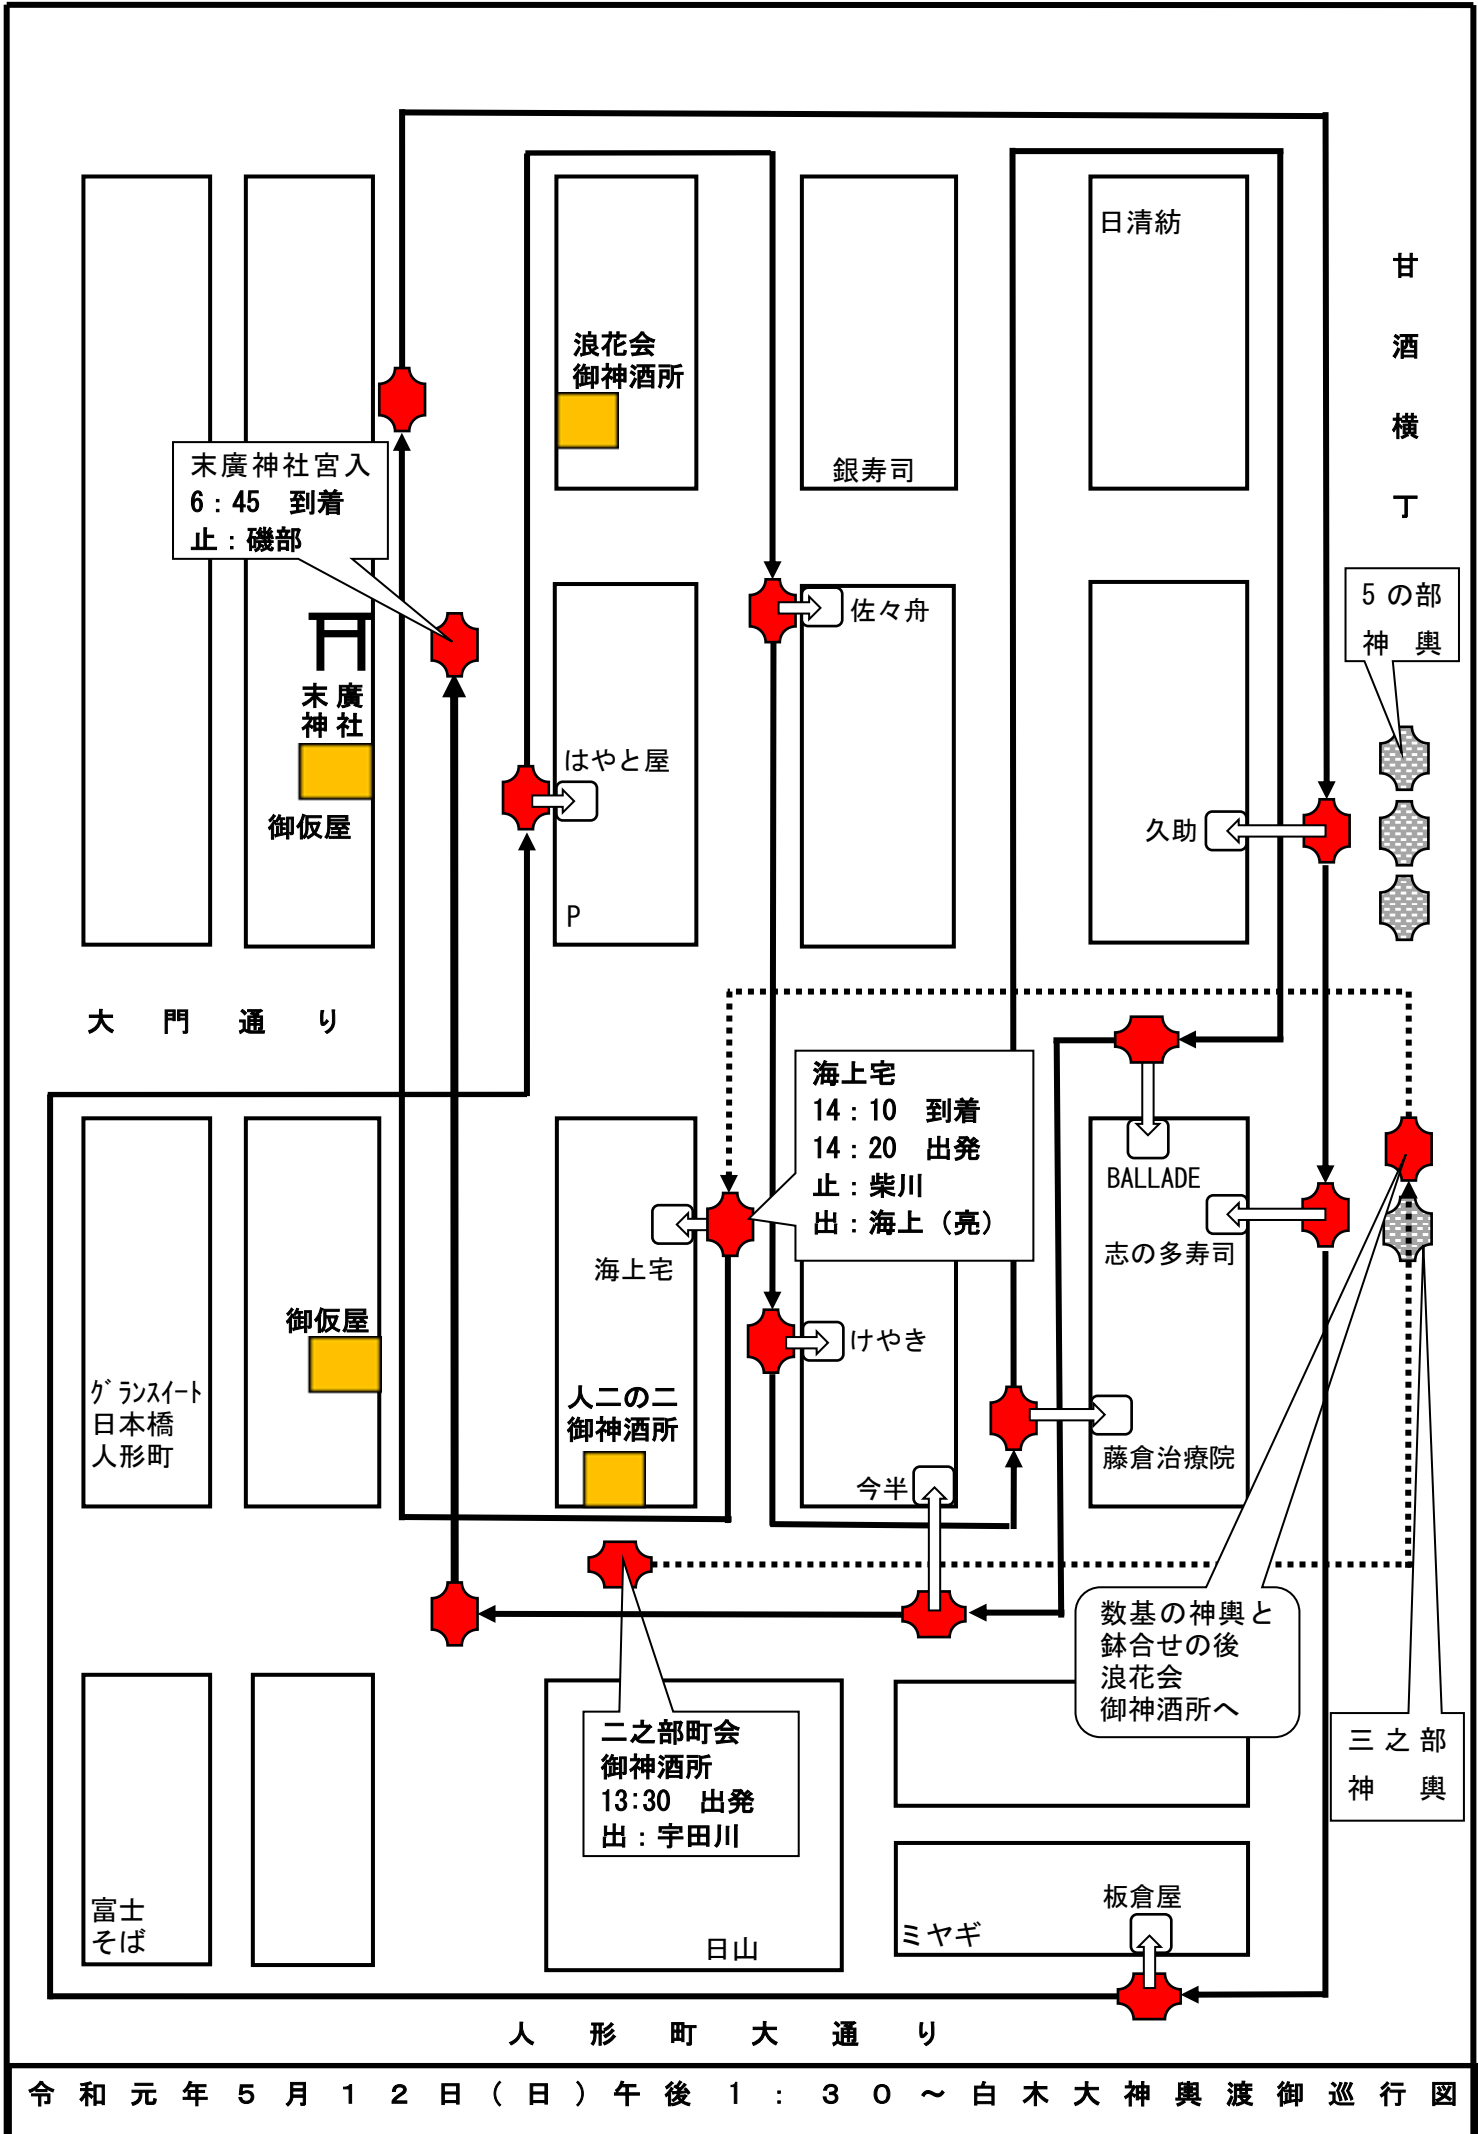 日清紡
甘酒横丁
浪花会
御神酒所
銀寿司
末廣神社宮入
6：45　到着
止：磯部
5の部
神　輿
佐々舟
末廣
神社
御仮屋
はやと屋
久助
P
大門通り
海上宅
14：10　到着
14：20　出発
止：柴川
出：海上（亮）
BALLADE
志の多寿司
海上宅
御仮屋
けやき
グランスイート
日本橋
人形町
人二の二
御神酒所
藤倉治療院
今半
数基の神輿と
鉢合せの後
浪花会
御神酒所へ
二之部町会
御神酒所
13:30　出発
出：宇田川
三之部
神　輿
富士
そば
日山
ミヤギ
板倉屋
人形町大通り
令和元年５月１２日(日)午後１：３０～白木大神輿渡御巡行図